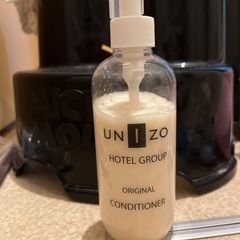 UNIZO
HOTEL GROUP
ORIGINAL
CONDITIONER